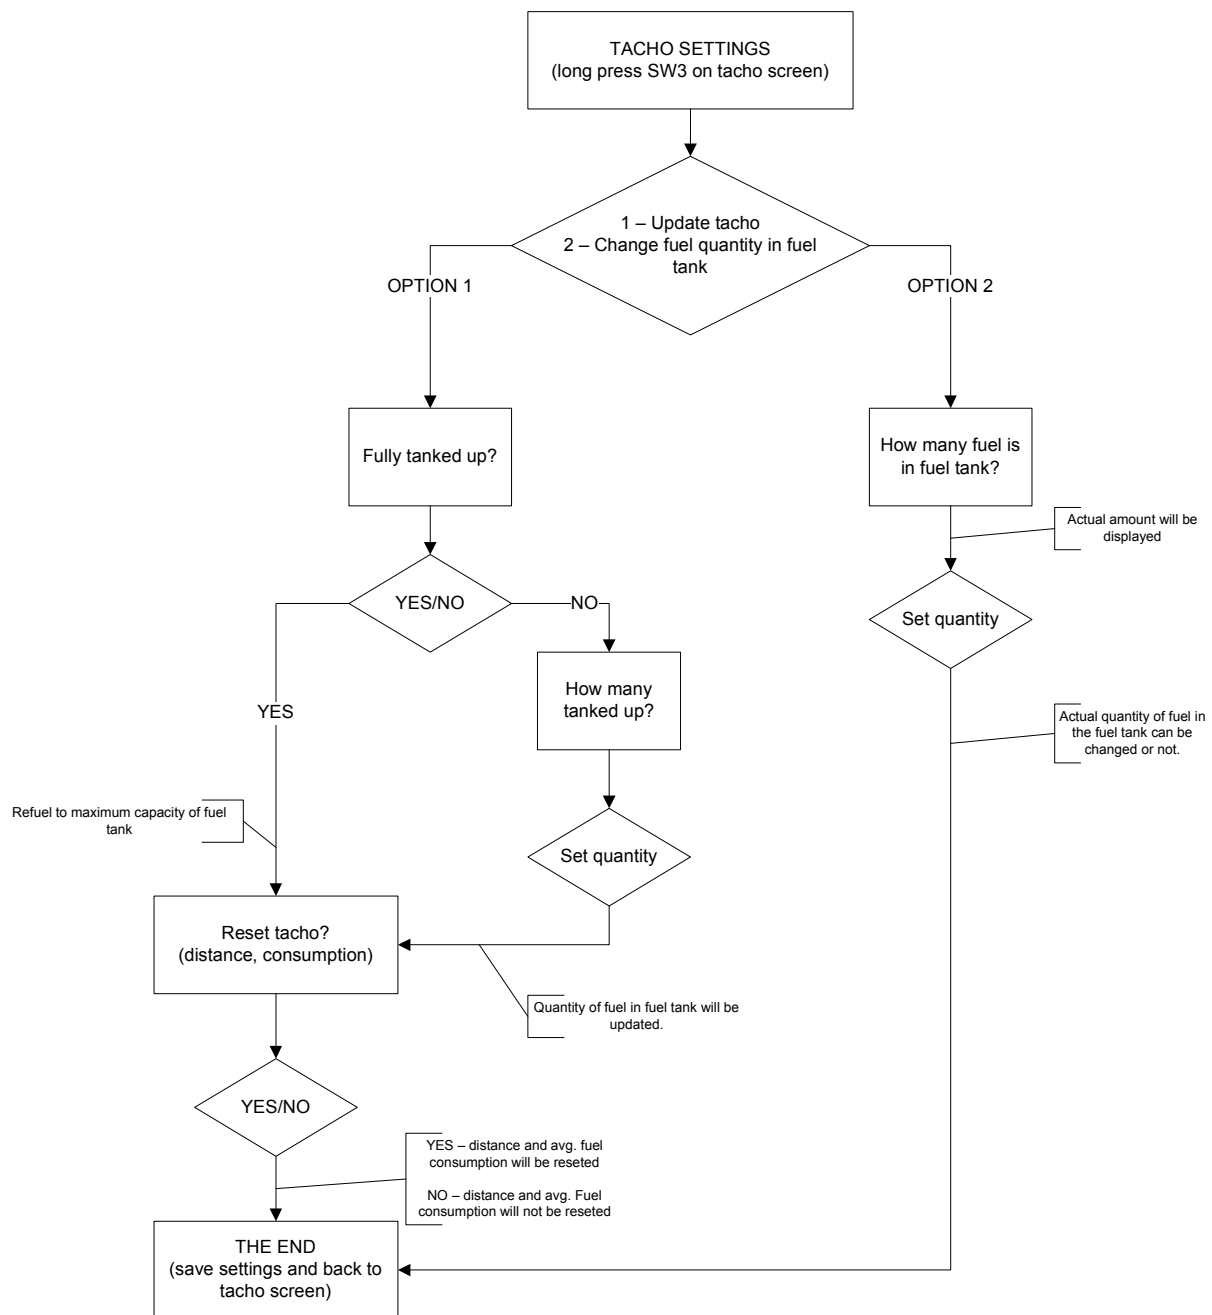 TACHO SETTINGS
(long press SW3 on tacho screen)
1 – Update tacho
2 – Change fuel quantity in fuel
tank
OPTION 1
OPTION 2
Fully tanked up?
How many fuel is
in fuel tank?
Actual amount will be
displayed
YES/NO
NO
Set quantity
How many
tanked up?
YES
Actual quantity of fuel in
the fuel tank can be
changed or not.
Refuel to maximum capacity of fuel
tank
Set quantity
Reset tacho?
(distance, consumption)
Quantity of fuel in fuel tank will be
updated.
YES/NO
YES – distance and avg. fuel
consumption will be reseted
NO – distance and avg. Fuel
consumption will not be reseted
THE END
(save settings and back to
tacho screen)